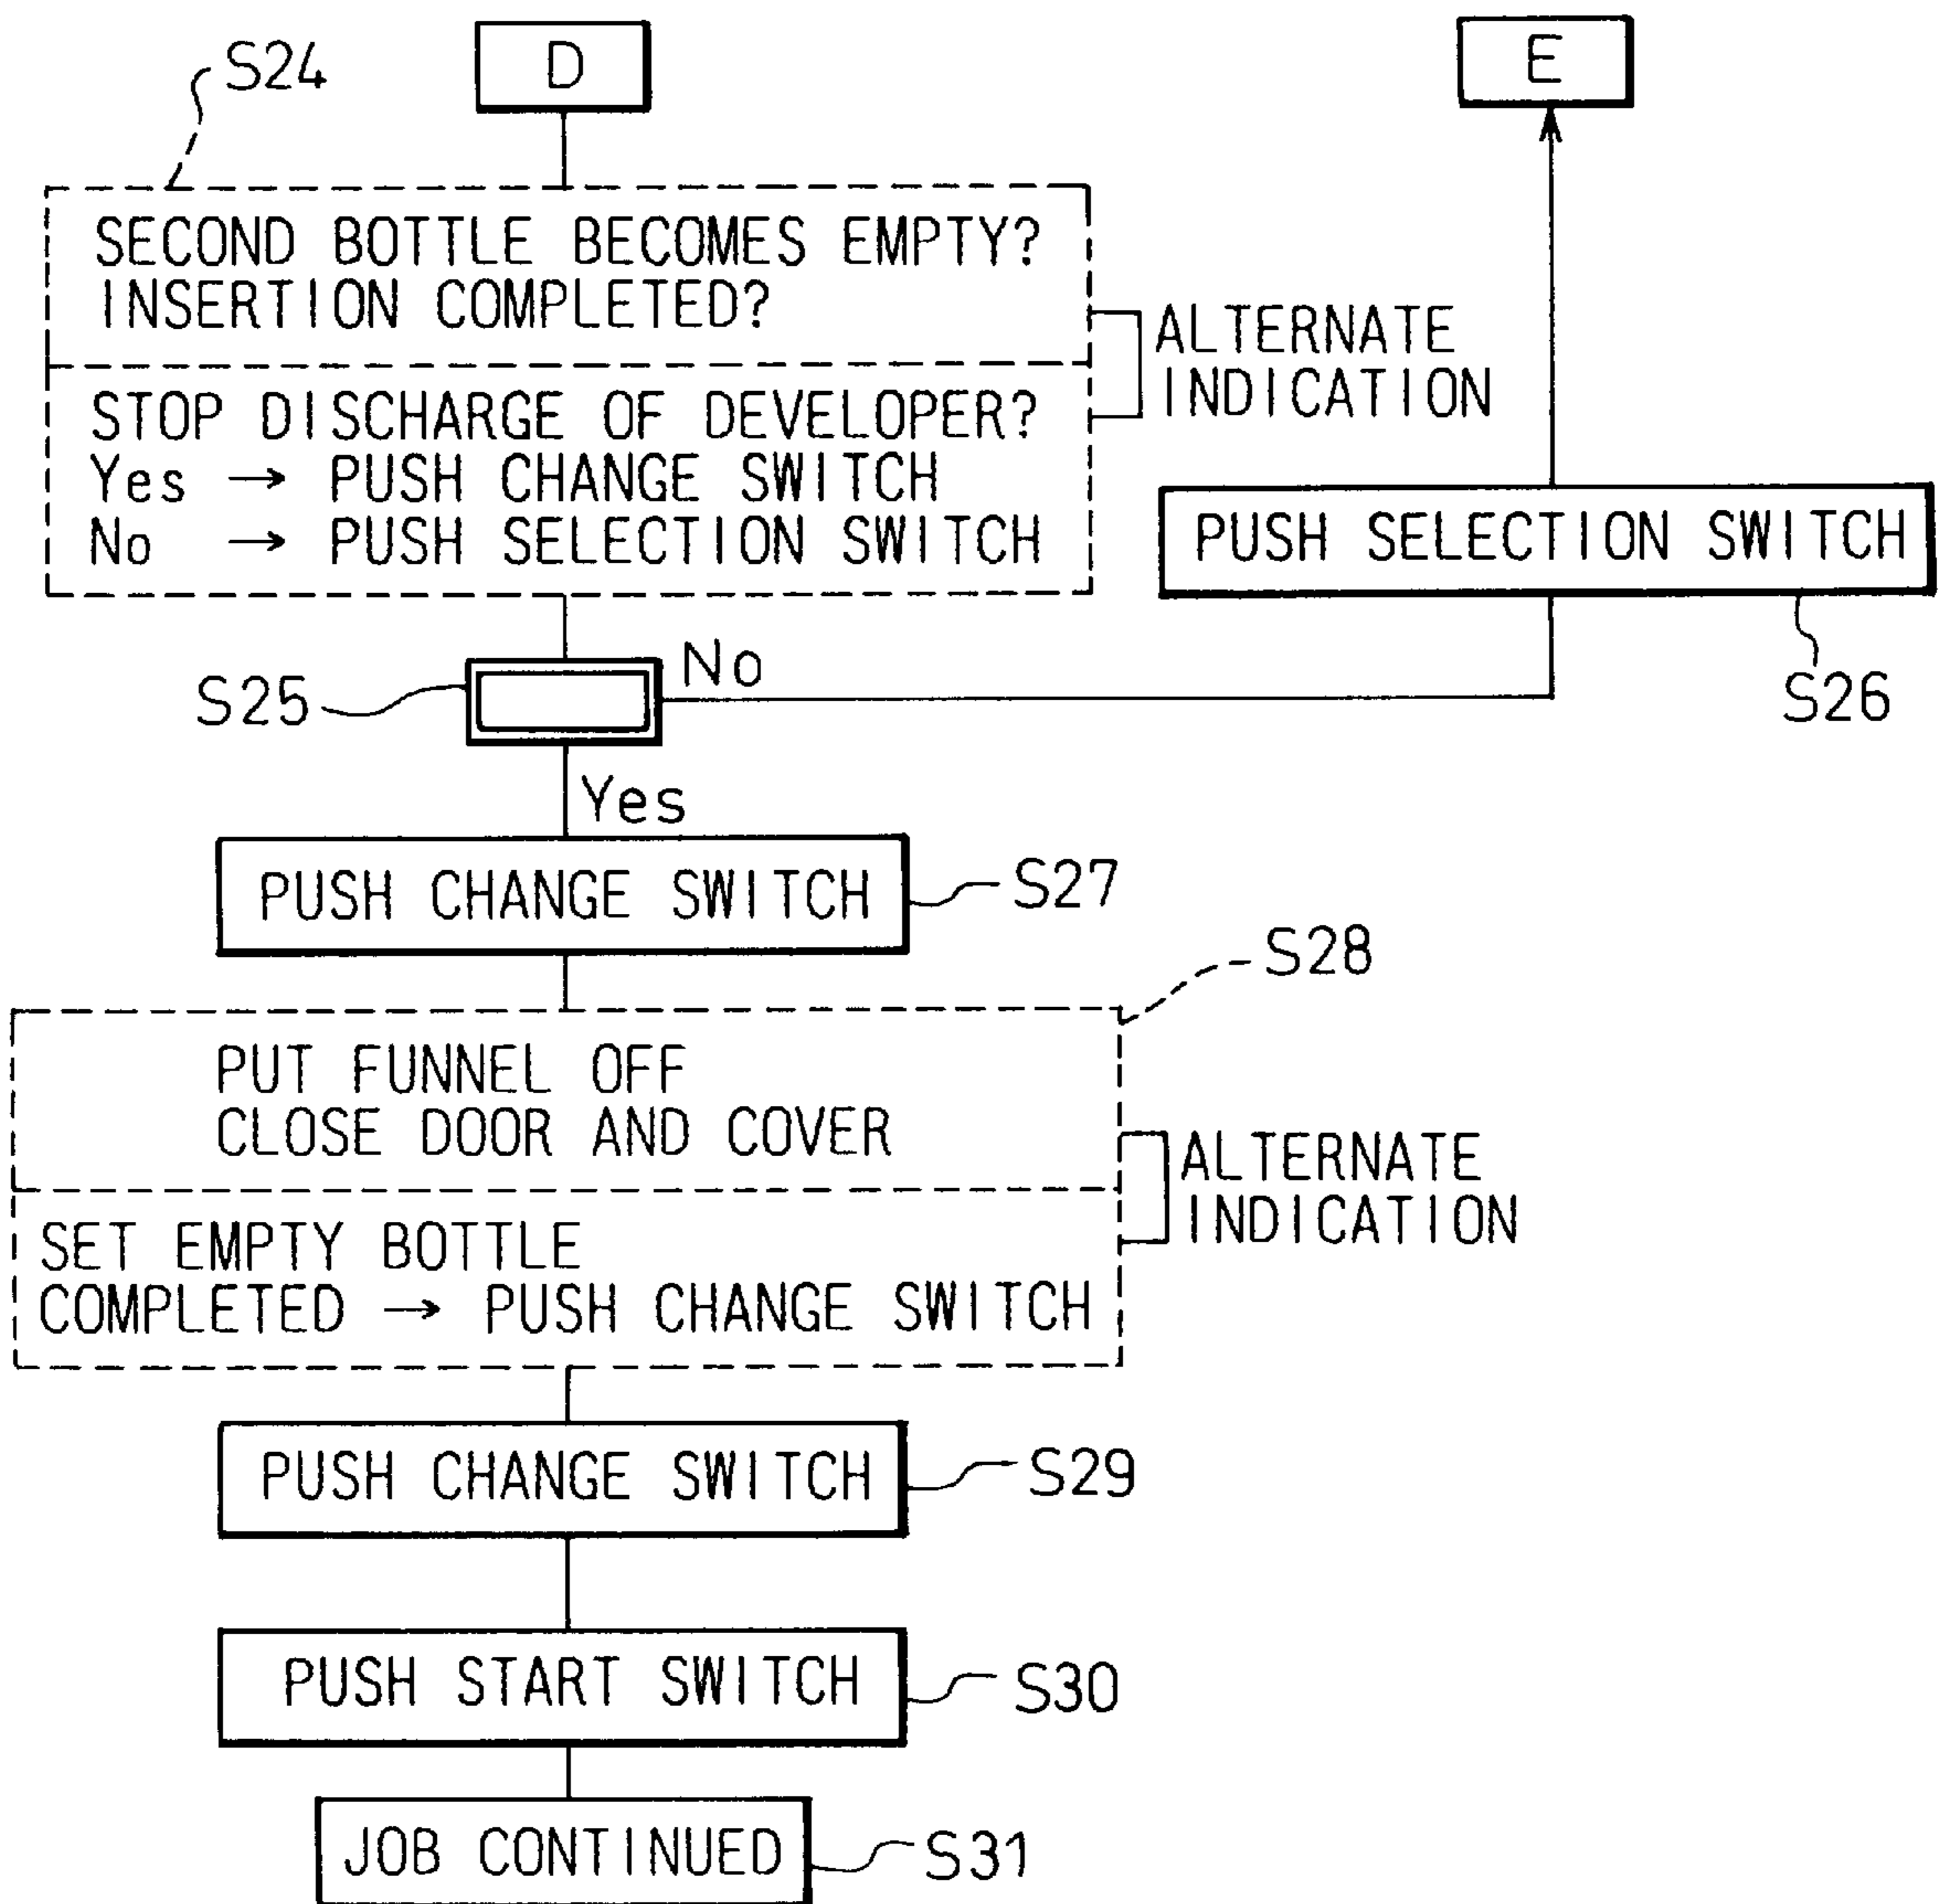 D
E
S24
SECOND BOTTLE BECOMES EMPTY?
INSERTION COMPLETED?
ALTERNATE
INDICATION
STOP DISCHARGE OF DEVELOPER?
Yes → PUSH CHANGE SWITCH
No → PUSH SELECTION SWITCH
PUSH SELECTION SWITCH
S25
No
S26
Yes
PUSH CHANGE SWITCH
S27
S28
PUT FUNNEL OFF
CLOSE DOOR AND COVER
ALTERNATE
INDICATION
SET EMPTY BOTTLE
COMPLETED → PUSH CHANGE SWITCH
PUSH CHANGE SWITCH
S29
PUSH START SWITCH
S30
JOB CONTINUED
S31